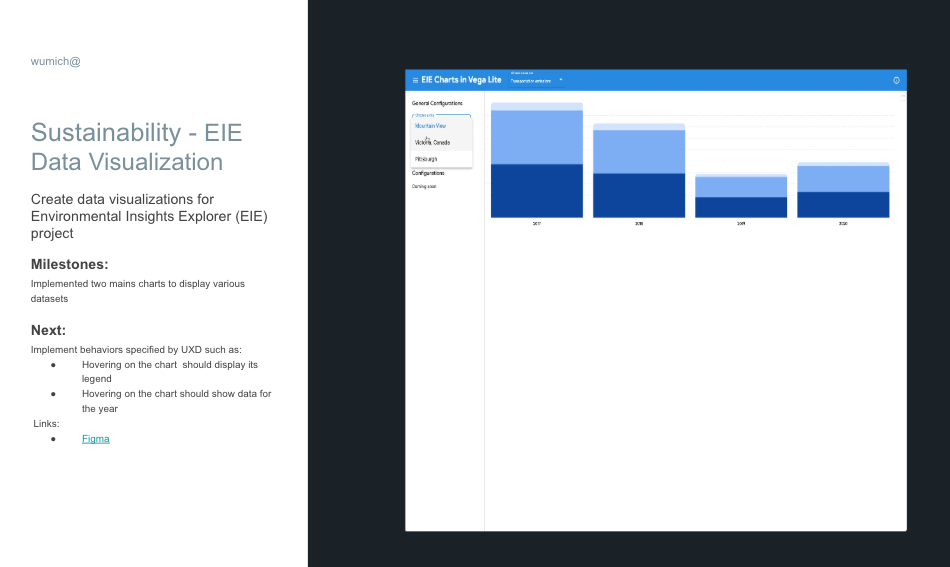 wumich@
Sustainability - EIE
Data Visualization
Create data visualizations for
Environmental Insights Explorer (EIE)
project
Milestones:
Implemented two mains charts to display various
datasets
Next:
Implement behaviors specified by UXD such as:
● Hovering on the chart should display its
legend
● Hovering on the chart should show data for
the year
Links:
● Figma
EIE Charts in Vega Lite
Transportation emissions
General Configurations
Mountain View
Victoria, Canada
Pittsburgh
Configurations
Coming soon
2017 2018 2019 2020